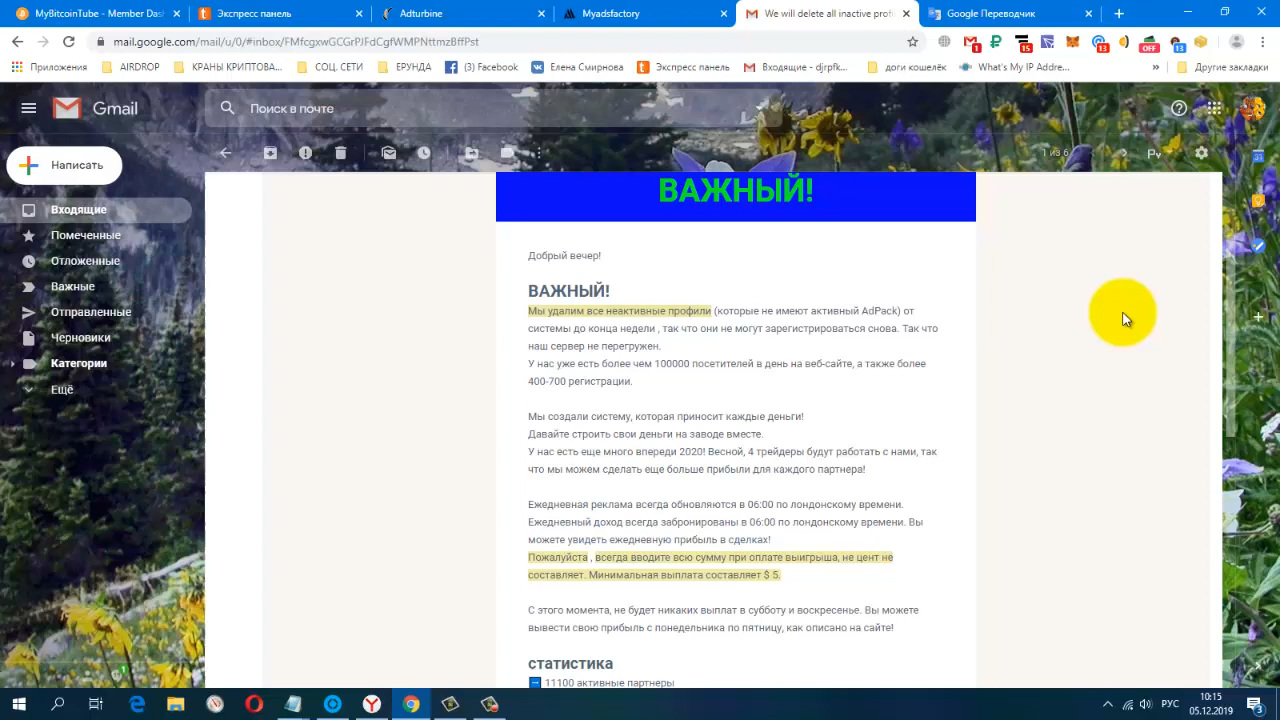 MyBitcoinTube - Member Das
Экспресс панель
Adturbine
Myadsfactory
We will delete all inactive prof
Google Переводчик
mail.google.com/mail/u/0/#inbox/FMfcgxwGCGrPJFdCgfWMPNttmzBffPst
1
15
13
OFF
13
Приложения
AIRDROP
КРАНЫ КРИПТОВА...
СОЦ. СЕТИ
ЕРУНДА
(3) Facebook
Елена Смирнова
Экспресс панель
Входящие - djrpfk...
доги кошелёк
What's My IP Addre...
»
Другие закладки
Gmail
Поиск в почте
Написать
1 из 6
Входящие
Помеченные
Отложенные
Важные
Отправленные
Черновики
Категории
Ещё
ВАЖНЫЙ!
Добрый вечер!
ВАЖНЫЙ!
Мы удалим все неактивные профили (которые не имеют активный AdPack) от
системы до конца недели , так что они не могут зарегистрироваться снова. Так что
наш сервер не перегружен.
У нас уже есть более чем 100000 посетителей в день на веб-сайте, а также более
400-700 регистрации.
Мы создали систему, которая приносит каждые деньги!
Давайте строить свои деньги на заводе вместе.
У нас есть еще много впереди 2020! Весной, 4 трейдеры будут работать с нами, так
что мы можем сделать еще больше прибыли для каждого партнера!
Ежедневная реклама всегда обновляются в 06:00 по лондонскому времени.
Ежедневный доход всегда забронированы в 06:00 по лондонскому времени. Вы
можете увидеть ежедневную прибыль в сделках!
Пожалуйста , всегда вводите всю сумму при оплате выигрыша, не цент не
составляет. Минимальная выплата составляет $ 5.
С этого момента, не будет никаких выплат в субботу и воскресенье. Вы можете
вывести свою прибыль с понедельника по пятницу, как описано на сайте!
статистика
11100 активные партнеры
1
РУС
10:15
05.12.2019
3